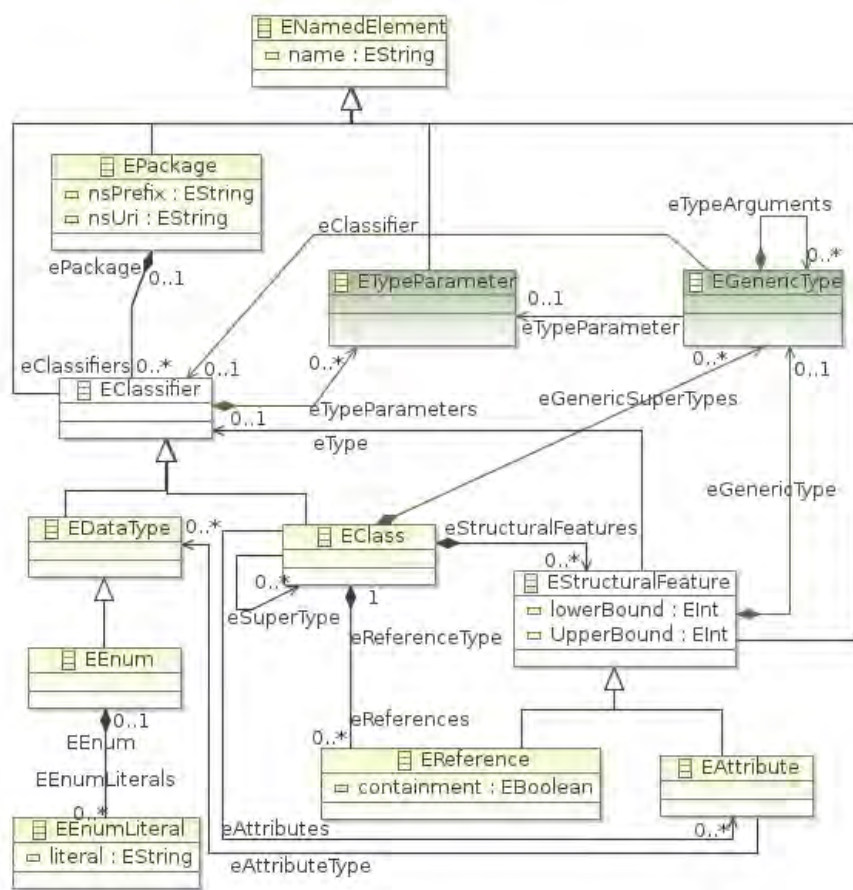 ENamedElement
name : EString
EPackage
nsPrefix : EString
nsUri : EString
eTypeArguments
eClassifier
ePackage
0..1
0..*
ETypeParameter
EGenericType
0..1
eTypeParameter
eClassifiers
0..*
0..1
0..*
0..*
0..1
EClassifier
0..1
eTypeParameters
eGenericSuperTypes
eType
eGenericType
EDataType
0..*
EClass
eStructuralFeatures
0..*
0..*
EStructuralFeature
eSuperType
1
lowerBound : EInt
UpperBound : EInt
eReferenceType
EEnum
0..1
EEnum
eReferences
0..*
EReference
containment : EBoolean
EAttribute
EEnumLiterals
0..*
EEnumLiteral
literal : EString
eAttributes
0..*
eAttributeType